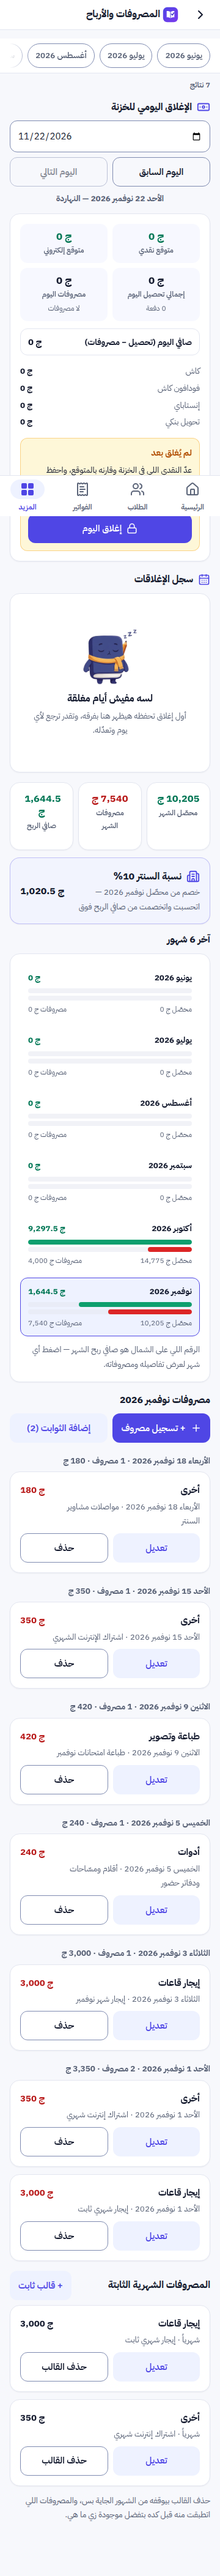 المصروفات والأرباح
يونيو 2026
يوليو 2026
أغسطس 2026
7 نتائج
الإغلاق اليومي للخزنة
11/22/2026
اليوم السابق
اليوم التالي
الأحد 22 نوفمبر 2026 — النهاردة
0 ج
متوقع نقدي
0 ج
متوقع إلكتروني
0 ج
إجمالي تحصيل اليوم
0 دفعة
0 ج
مصروفات اليوم
لا مصروفات
صافي اليوم (تحصيل − مصروفات)
0 ج
كاش
0 ج
فودافون كاش
0 ج
إنستاباي
0 ج
تحويل بنكي
0 ج
لم يُغلق بعد
عدّ النقدي اللي في الخزنة وقارنه بالمتوقع، واحفظ
الرئيسية
الطلاب
الفواتير
المزيد
إغلاق اليوم
سجل الإغلاقات
لسه مفيش أيام مقفلة
أول إغلاق تحفظه هيظهر هنا بفرقه، وتقدر ترجع لأي
يوم وتعدّله.
10,205 ج
محصّل الشهر
7,540 ج
مصروفات
الشهر
1,644.5
ج
صافي الربح
نسبة السنتر 10%
خصم من محصّل نوفمبر 2026 —
اتحسبت واتخصمت من صافي الربح فوق
1,020.5 ج
آخر 6 شهور
يونيو 2026
0 ج
محصّل 0 ج
مصروفات 0 ج
يوليو 2026
0 ج
محصّل 0 ج
مصروفات 0 ج
أغسطس 2026
0 ج
محصّل 0 ج
مصروفات 0 ج
سبتمبر 2026
0 ج
محصّل 0 ج
مصروفات 0 ج
أكتوبر 2026
9,297.5 ج
محصّل 14,775 ج
مصروفات 4,000 ج
نوفمبر 2026
1,644.5 ج
محصّل 10,205 ج
مصروفات 7,540 ج
الرقم اللي على الشمال هو صافي ربح الشهر — اضغط أي
شهر لعرض تفاصيله ومصروفاته.
مصروفات نوفمبر 2026
+ تسجيل مصروف
إضافة الثوابت (2)
الأربعاء 18 نوفمبر 2026 · 1 مصروف · 180 ج
أخرى
180 ج
الأربعاء 18 نوفمبر 2026 · مواصلات مشاوير
السنتر
تعديل
حذف
الأحد 15 نوفمبر 2026 · 1 مصروف · 350 ج
أخرى
350 ج
الأحد 15 نوفمبر 2026 · اشتراك الإنترنت الشهري
تعديل
حذف
الاثنين 9 نوفمبر 2026 · 1 مصروف · 420 ج
طباعة وتصوير
420 ج
الاثنين 9 نوفمبر 2026 · طباعة امتحانات نوفمبر
تعديل
حذف
الخميس 5 نوفمبر 2026 · 1 مصروف · 240 ج
أدوات
240 ج
الخميس 5 نوفمبر 2026 · أقلام ومشّاحات
ودفاتر حضور
تعديل
حذف
الثلاثاء 3 نوفمبر 2026 · 1 مصروف · 3,000 ج
إيجار قاعات
3,000 ج
الثلاثاء 3 نوفمبر 2026 · إيجار شهر نوفمبر
تعديل
حذف
الأحد 1 نوفمبر 2026 · 2 مصروف · 3,350 ج
أخرى
350 ج
الأحد 1 نوفمبر 2026 · اشتراك إنترنت شهري
تعديل
حذف
إيجار قاعات
3,000 ج
الأحد 1 نوفمبر 2026 · إيجار شهري ثابت
تعديل
حذف
المصروفات الشهرية الثابتة
+ قالب ثابت
إيجار قاعات
3,000 ج
شهرياً · إيجار شهري ثابت
تعديل
حذف القالب
أخرى
350 ج
شهرياً · اشتراك إنترنت شهري
تعديل
حذف القالب
حذف القالب بيوقفه من الشهور الجاية بس، والمصروفات اللي
اتطبقت منه قبل كده بتفضل موجودة زي ما هي.